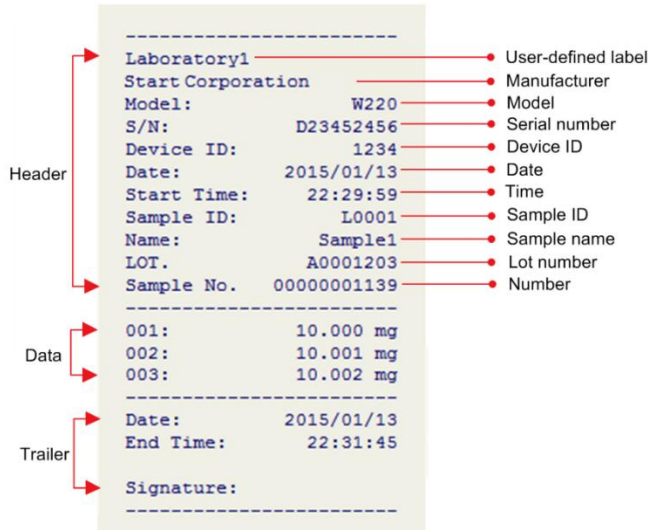 ------------------------
Laboratory1 User-defined label
Start Corporation Manufacturer
Model: W220 Model
S/N: D23452456 Serial number
Device ID: 1234 Device ID
Date: 2015/01/13 Date
Start Time: 22:29:59 Time
Header
Sample ID: L0001 Sample ID
Name: Sample1 Sample name
LOT. A0001203 Lot number
Sample No. 00000001139 Number
------------------------
001: 10.000 mg
Data
002: 10.001 mg
003: 10.002 mg
------------------------
Date: 2015/01/13
End Time: 22:31:45
Trailer
Signature:
------------------------